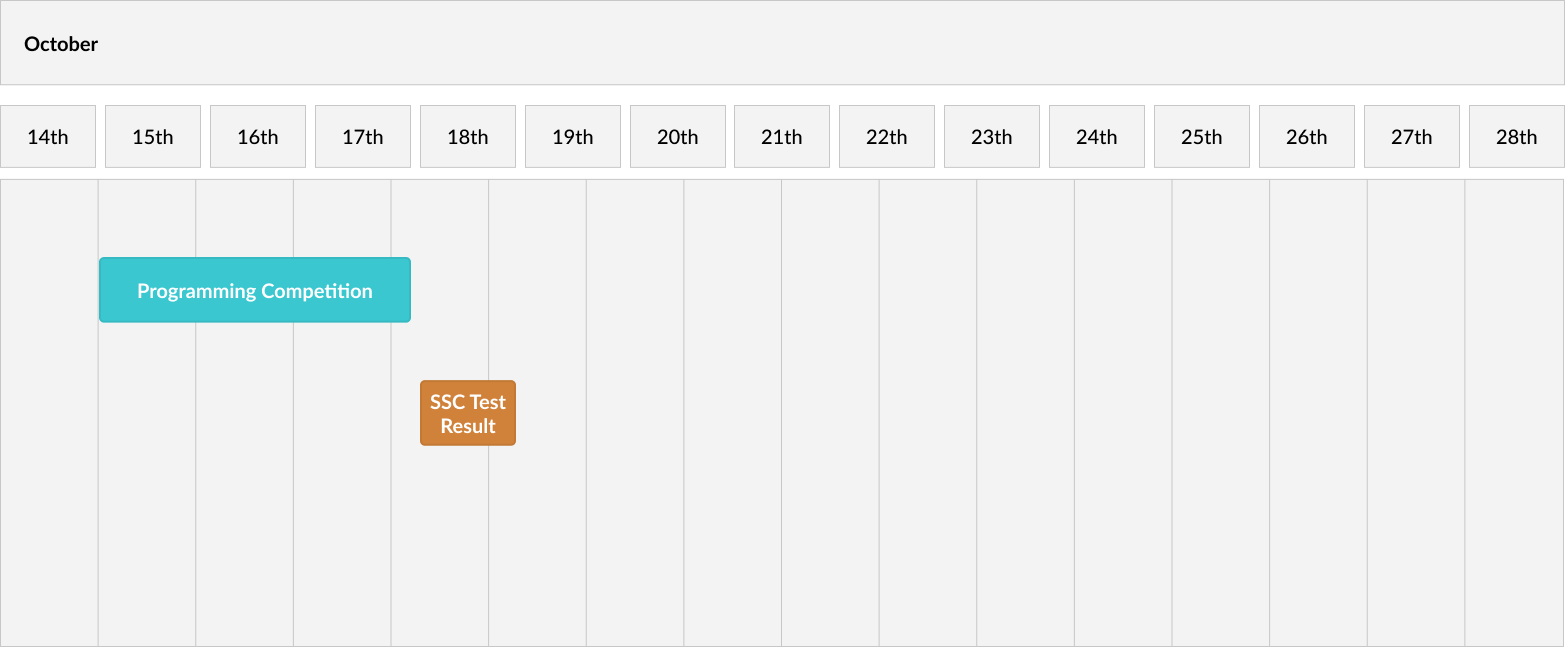 October
14th 15th 16th 17th 18th 19th 20th 21th 22th 23th 24th 25th 26th 27th 28th
Programming Competition
SSC Test
Result